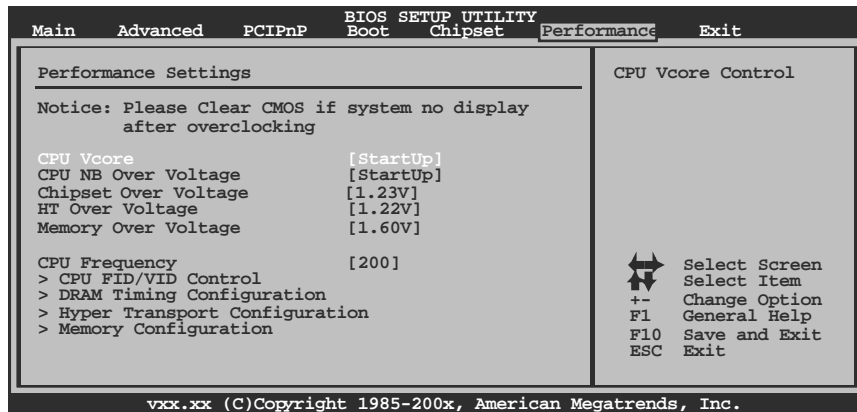 BIOS SETUP UTILITY
Main Advanced PCIPnP Boot Chipset Performance Exit
Performance Settings
Notice: Please Clear CMOS if system no display
after overclocking
CPU Vcore [StartUp]
CPU NB Over Voltage [StartUp]
Chipset Over Voltage [1.23V]
HT Over Voltage [1.22V]
Memory Over Voltage [1.60V]
CPU Frequency [200]
> CPU FID/VID Control
> DRAM Timing Configuration
> Hyper Transport Configuration
> Memory Configuration
CPU Vcore Control
Select Screen
Select Item
+- Change Option
F1 General Help
F10 Save and Exit
ESC Exit
vxx.xx (C)Copyright 1985-200x, American Megatrends, Inc.